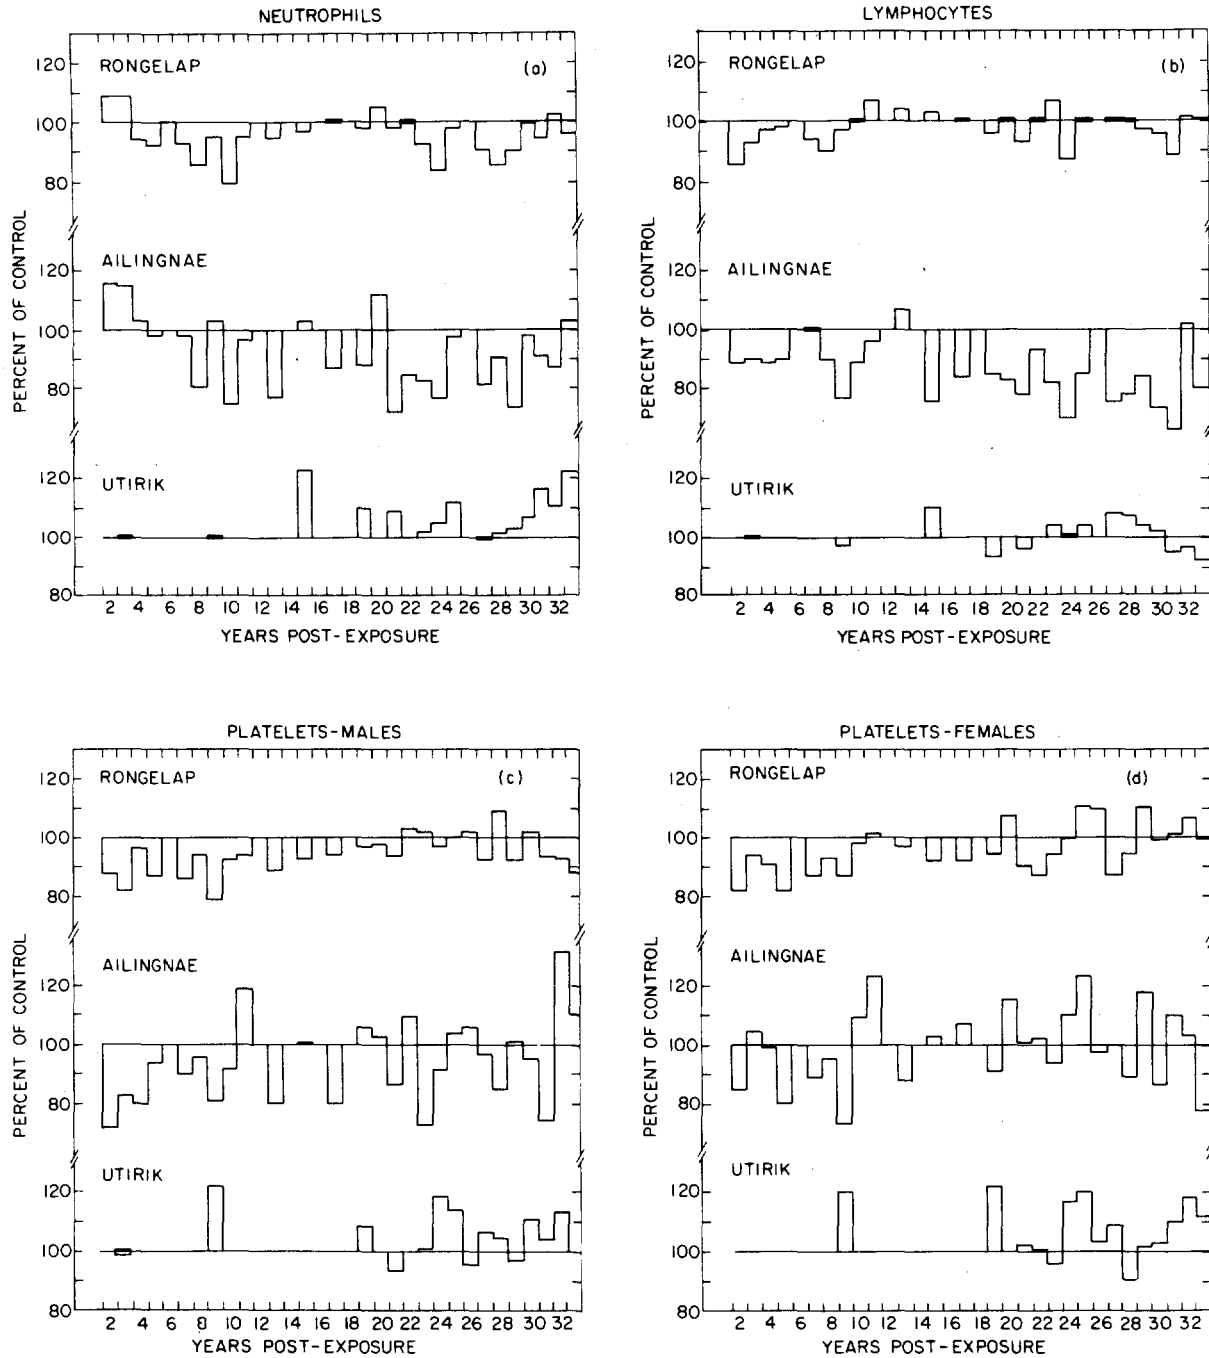 NEUTROPHILS
RONGELAP
(a)
120
100
80
AILINGNAE
120
100
80
UTIRIK
120
100
80
PERCENT OF CONTROL
2 4 6 8 10 12 14 16 18 20 22 24 26 28 30 32
YEARS POST-EXPOSURE
LYMPHOCYTES
RONGELAP
(b)
120
100
80
AILINGNAE
120
100
80
UTIRIK
120
100
80
PERCENT OF CONTROL
2 4 6 8 10 12 14 16 18 20 22 24 26 28 30 32
YEARS POST-EXPOSURE
PLATELETS-MALES
RONGELAP
(c)
120
100
80
AILINGNAE
120
100
80
UTIRIK
120
100
80
PERCENT OF CONTROL
2 4 6 8 10 12 14 16 18 20 22 24 26 28 30 32
YEARS POST-EXPOSURE
PLATELETS-FEMALES
RONGELAP
(d)
120
100
80
AILINGNAE
120
100
80
UTIRIK
120
100
80
PERCENT OF CONTROL
2 4 6 8 10 12 14 16 18 20 22 24 26 28 30 32
YEARS POST-EXPOSURE